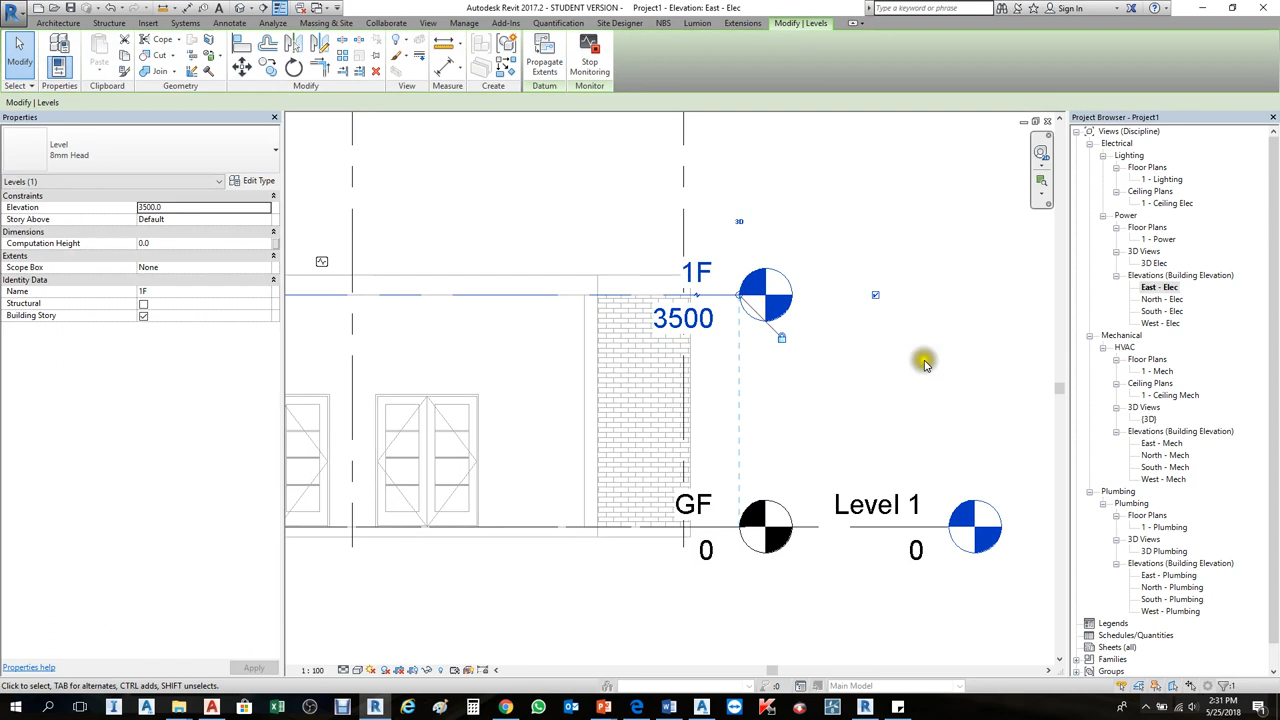 Autodesk Revit 2017.2 - STUDENT VERSION - Project1 - Elevation: East - Elec
Type a keyword or phrase
Sign In
Architecture Structure Insert Systems Annotate Analyze Massing & Site Collaborate View Manage Add-Ins Quantification Site Designer NBS Lumion Extensions Modify | Levels
Modify Paste Cope Cut Join Propagate Extents Stop Monitoring
Select Properties Clipboard Geometry Modify View Measure Create Datum Monitor
Modify | Levels
Properties
Level
8mm Head
Levels (1)
Edit Type
Constraints
Elevation 3500.0
Story Above Default
Dimensions
Computation Height 0.0
Extents
Scope Box None
Identity Data
Name 1F
Structural
Building Story
Properties help
Apply
3D
1F
3500
GF
0
Level 1
0
2D
1 : 100
Project Browser - Project1
Views (Discipline)
Electrical
Lighting
Floor Plans
1 - Lighting
Ceiling Plans
1 - Ceiling Elec
Power
Floor Plans
1 - Power
3D Views
3D Elec
Elevations (Building Elevation)
East - Elec
North - Elec
South - Elec
West - Elec
Mechanical
HVAC
Floor Plans
1 - Mech
Ceiling Plans
1 - Ceiling Mech
3D Views
{3D}
Elevations (Building Elevation)
East - Mech
North - Mech
South - Mech
West - Mech
Plumbing
Plumbing
Floor Plans
1 - Plumbing
3D Views
3D Plumbing
Elevations (Building Elevation)
East - Plumbing
North - Plumbing
South - Plumbing
West - Plumbing
Legends
Schedules/Quantities
Sheets (all)
Families
Groups
Click to select, TAB for alternates, CTRL adds, SHIFT unselects.
:0
Main Model
:1
2:31 PM
5/25/2018